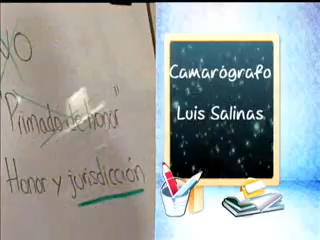 "Primado de honor"
Honor y jurisdicción
Camarógrafo
Luis Salinas